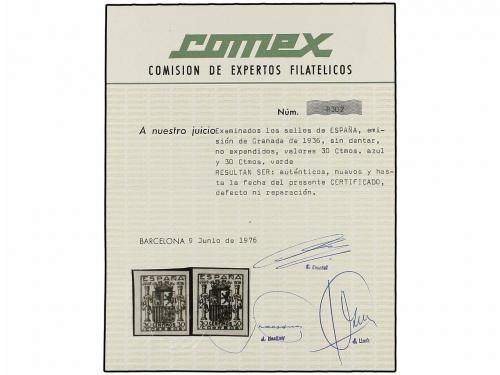 comex
COMISION DE EXPERTOS FILATELICOS
Núm. 8302
A nuestro juicio Examinados los sellos de ESPAÑA, emi-
sión de Granada de 1936, sin dentar,
no expendidos, valores 30 Ctmos. azul
y 30 Ctmos. verde
RESULTAN SER: auténticos, nuevos y has-
ta la fecha del presente CERTIFICADO,
defecto ni reparación.
BARCELONA 9 Junio de 1976
ESPAÑA ESPAÑA